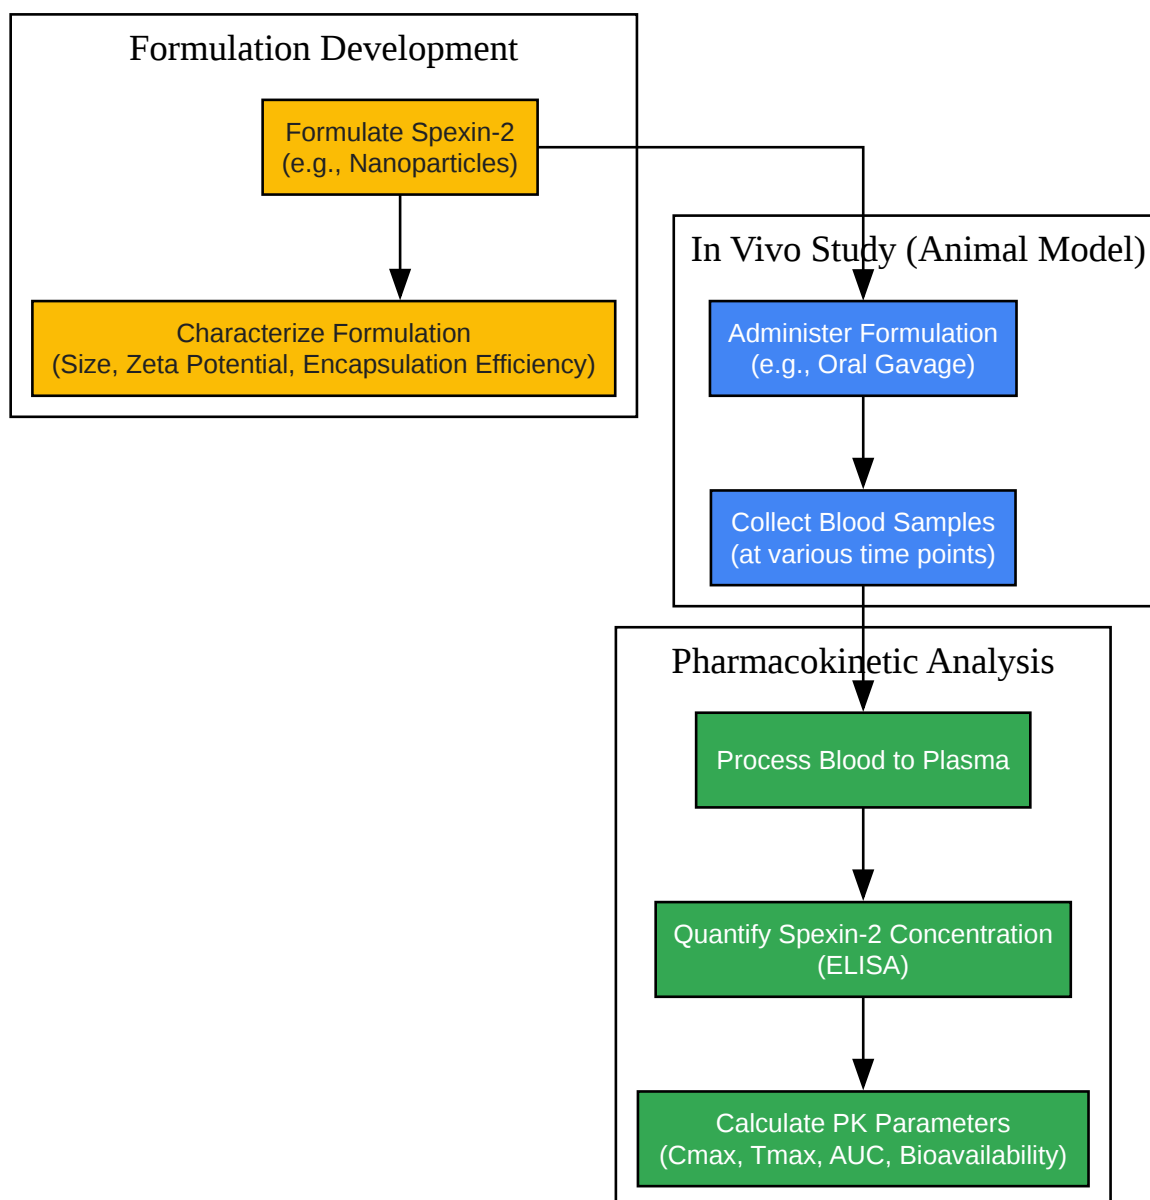 Formulation Development
Formulate Spexin-2
(e.g., Nanoparticles)
Characterize Formulation
(Size, Zeta Potential, Encapsulation Efficiency)
In Vivo Study (Animal Model)
Administer Formulation
(e.g., Oral Gavage)
Collect Blood Samples
(at various time points)
Pharmacokinetic Analysis
Process Blood to Plasma
Quantify Spexin-2 Concentration
(ELISA)
Calculate PK Parameters
(Cmax, Tmax, AUC, Bioavailability)